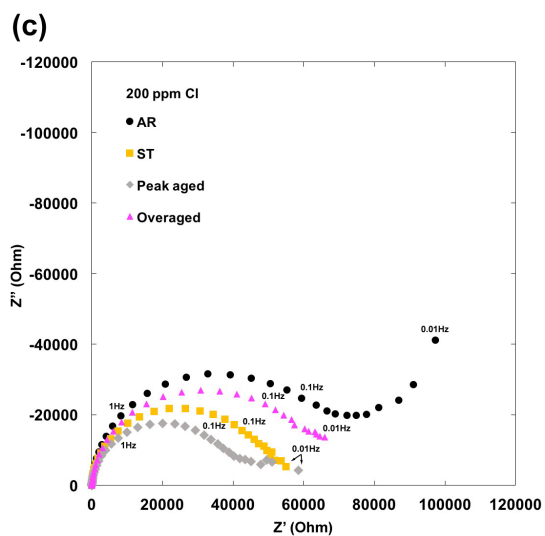 (c)
-120000
-100000
-80000
-60000
-40000
-20000
0
Z'' (Ohm)
200 ppm Cl
AR
ST
Peak aged
Overaged
0.01Hz
0.1Hz
0.1Hz
1Hz
0.1Hz
0.1Hz
0.01Hz
1Hz
0.01Hz
0 20000 40000 60000 80000 100000 120000
Z' (Ohm)